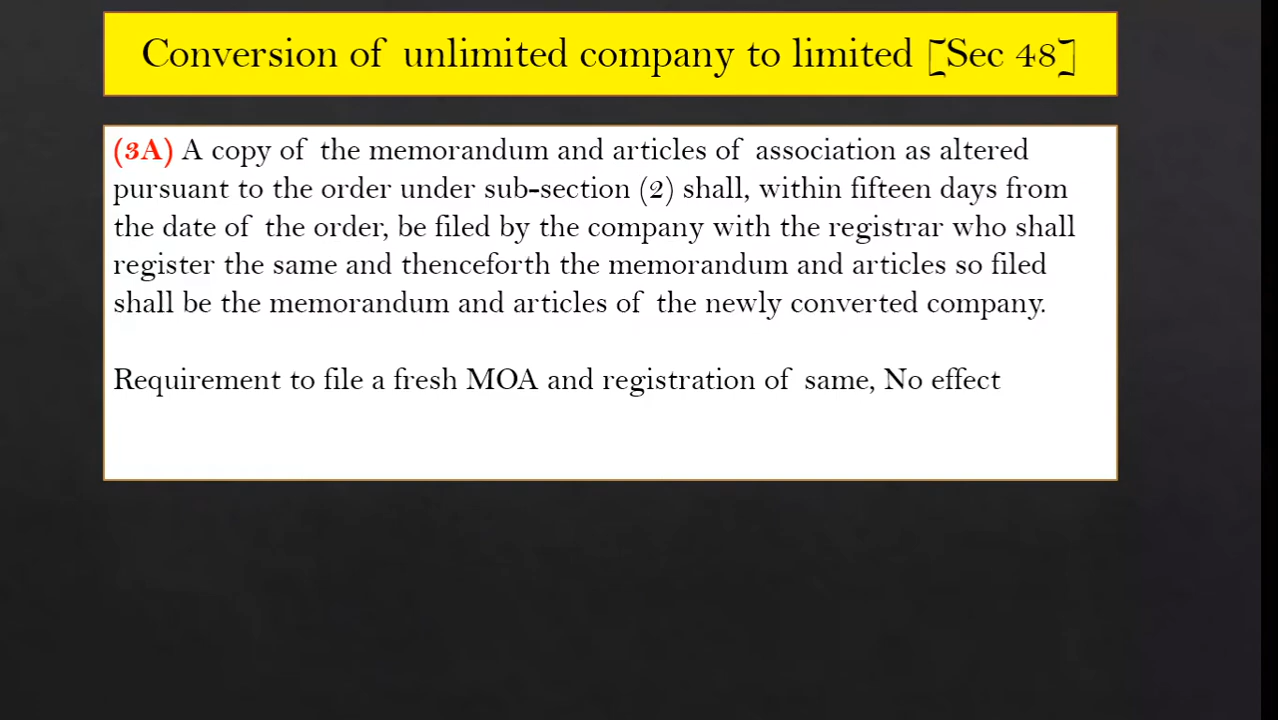 Conversion of unlimited company to limited [Sec 48]
(3A) A copy of the memorandum and articles of association as altered
pursuant to the order under sub-section (2) shall, within fifteen days from
the date of the order, be filed by the company with the registrar who shall
register the same and thenceforth the memorandum and articles so filed
shall be the memorandum and articles of the newly converted company.
Requirement to file a fresh MOA and registration of same, No effect